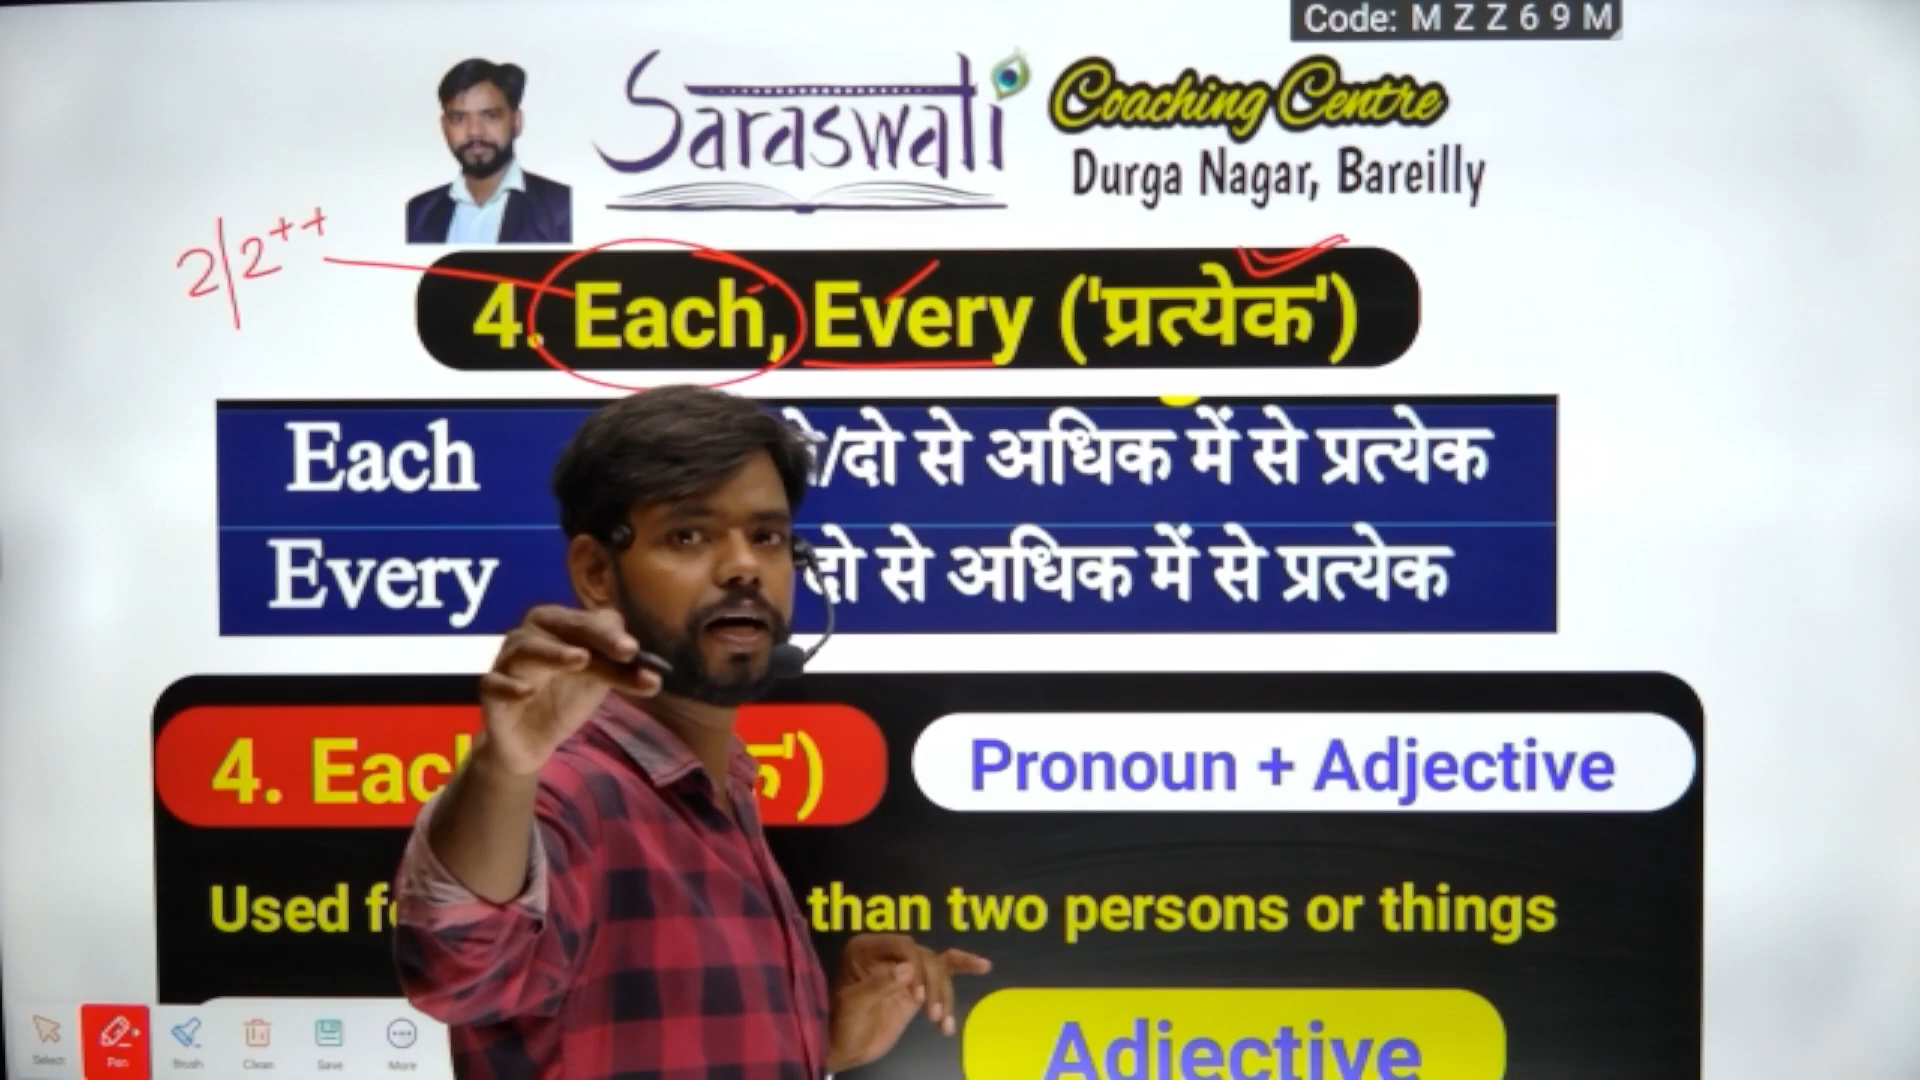 Code: M Z Z 6 9 M
Saraswati Coaching Centre
Durga Nagar, Bareilly
2/2++
4. Each, Every ('प्रत्येक')
Each /दो से अधिक में से प्रत्येक
Every दो से अधिक में से प्रत्येक
4. Each ')
Pronoun + Adjective
Used than two persons or things
Adjective
Select Pen Brush Clean Save More